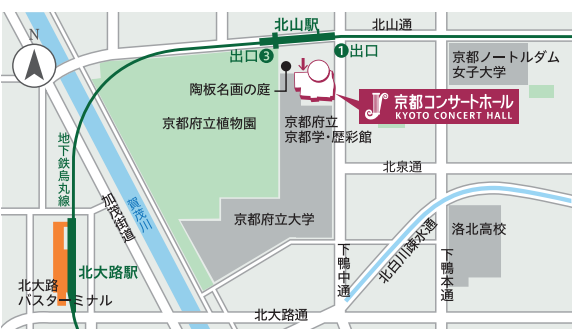 N
北山駅
北山通
出口❸
❶出口
京都ノートルダム
女子大学
陶板名画の庭
京都コンサートホール
KYOTO CONCERT HALL
京都府立植物園
京都府立
京都学・歴彩館
地下鉄烏丸線
北泉通
加茂街道
賀茂川
京都府立大学
洛北高校
北白川疎水通
下鴨中通
下鴨本通
北大路駅
北大路
バスターミナル
北大路通